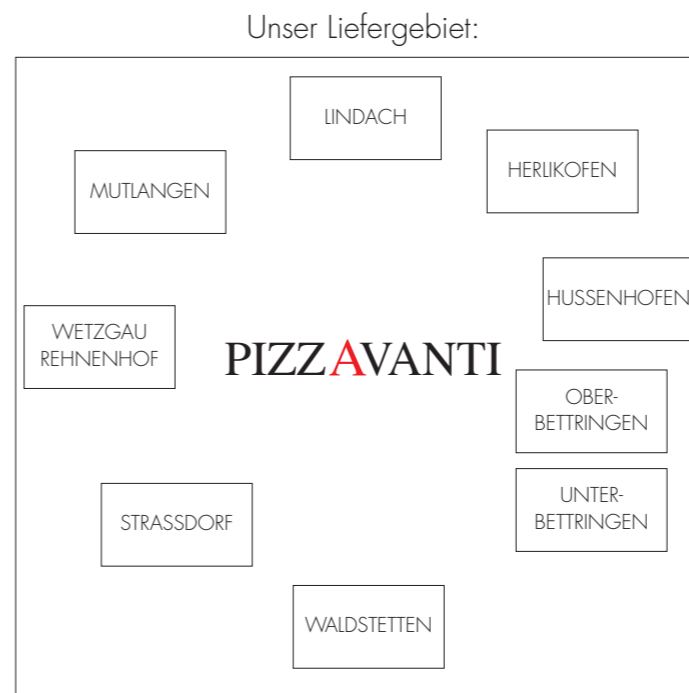 Unser Liefergebiet:
LINDACH
HERLIKOFEN
MUTLANGEN
HUSSENHOFEN
WETZGAU
REHNENHOF
PIZZAVANTI
OBER-
BETTRINGEN
UNTER-
BETTRINGEN
STRASSDORF
WALDSTETTEN